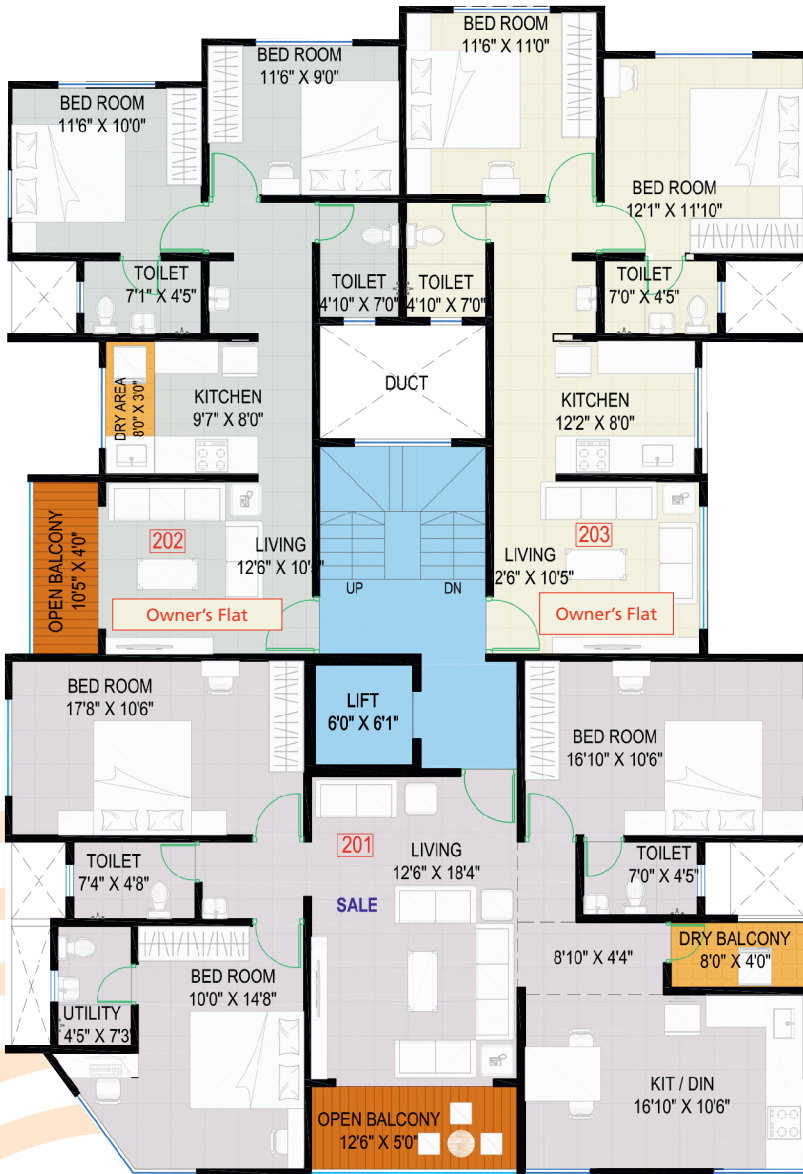 BED ROOM
11'6" X 11'0"
BED ROOM
11'6" X 9'0"
BED ROOM
11'6" X 10'0"
BED ROOM
12'1" X 11'10"
TOILET
7'1" X 4'5"
TOILET
4'10" X 7'0"
TOILET
4'10" X 7'0"
TOILET
7'0" X 4'5"
DUCT
DRY AREA
8'0" X 3'0"
KITCHEN
9'7" X 8'0"
KITCHEN
12'2" X 8'0"
OPEN BALCONY
10'5" X 4'0"
202
LIVING
12'6" X 10'5"
Owner's Flat
UP
DN
203
LIVING
2'6" X 10'5"
Owner's Flat
BED ROOM
17'8" X 10'6"
LIFT
6'0" X 6'1"
BED ROOM
16'10" X 10'6"
201
LIVING
12'6" X 18'4"
SALE
TOILET
7'4" X 4'8"
TOILET
7'0" X 4'5"
8'10" X 4'4"
DRY BALCONY
8'0" X 4'0"
BED ROOM
10'0" X 14'8"
UTILITY
4'5" X 7'3
KIT / DIN
16'10" X 10'6"
OPEN BALCONY
12'6" X 5'0"